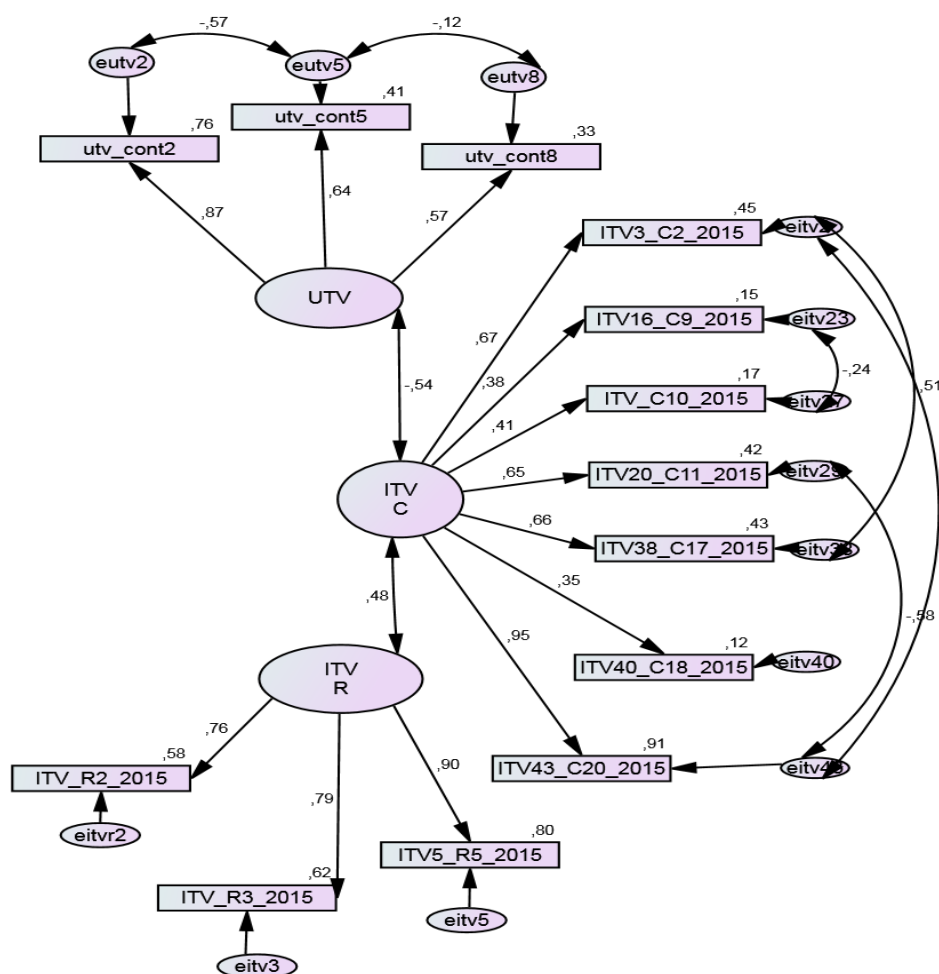 -,57
-,12
eutv2
eutv5
eutv8
,41
utv_cont5
,76
utv_cont2
,33
utv_cont8
,87
,64
,57
UTV
-,54
,45
ITV3_C2_2015
,15
ITV16_C9_2015
eitv23
-,24
,17
ITV_C10_2015
,42
ITV20_C11_2015
,43
ITV38_C17_2015
,12
ITV40_C18_2015
eitv40
,91
ITV43_C20_2015
,51
-,58
,67
,38
,41
,65
,66
,35
,95
ITV
C
,48
ITV
R
,76
,58
ITV_R2_2015
eitvr2
,79
,62
ITV_R3_2015
eitv3
,90
,80
ITV5_R5_2015
eitv5